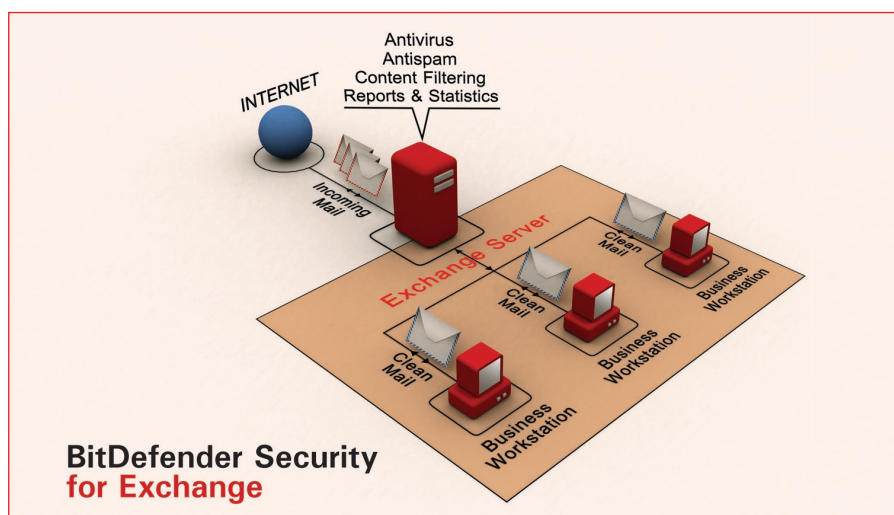 Antivirus
Antispam
Content Filtering
Reports & Statistics
INTERNET
Incoming
Mail
Exchange Server
Clean
Mail
Business
Workstation
Clean
Mail
Business
Workstation
Clean
Mail
Business
Workstation
BitDefender Security
for Exchange